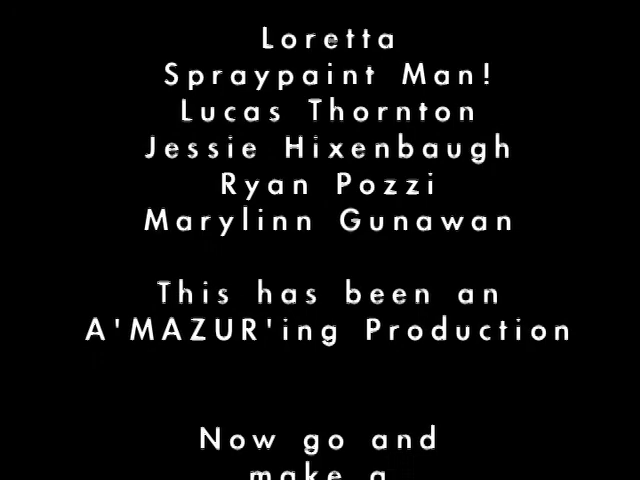 Loretta
Spraypaint Man!
Lucas Thornton
Jessie Hixenbaugh
Ryan Pozzi
Marylinn Gunawan
This has been an
A'MAZUR'ing Production
Now go and
make a